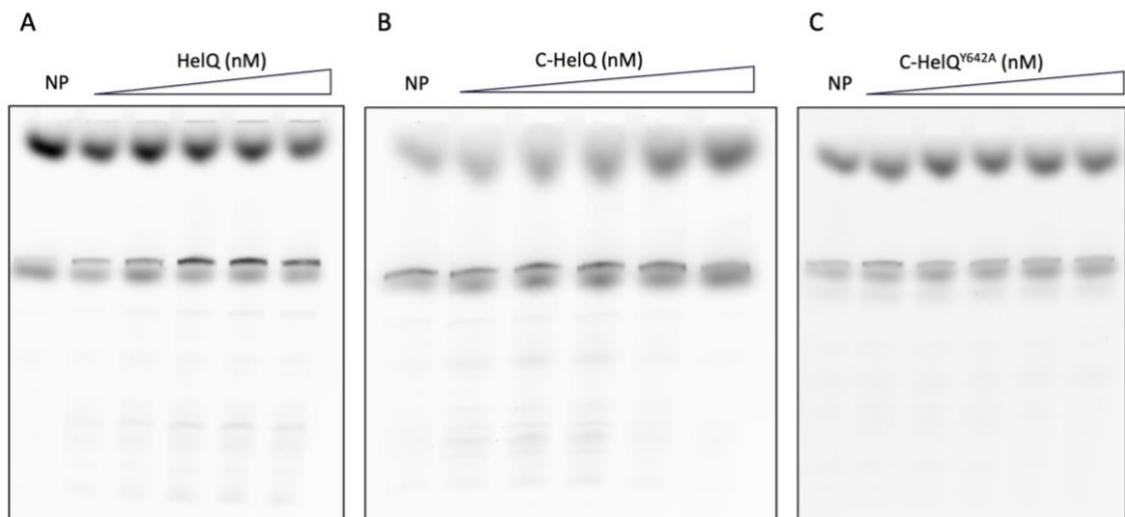 A
HelQ (nM)
NP
B
C-HelQ (nM)
NP
C
C-HelQY642A (nM)
NP